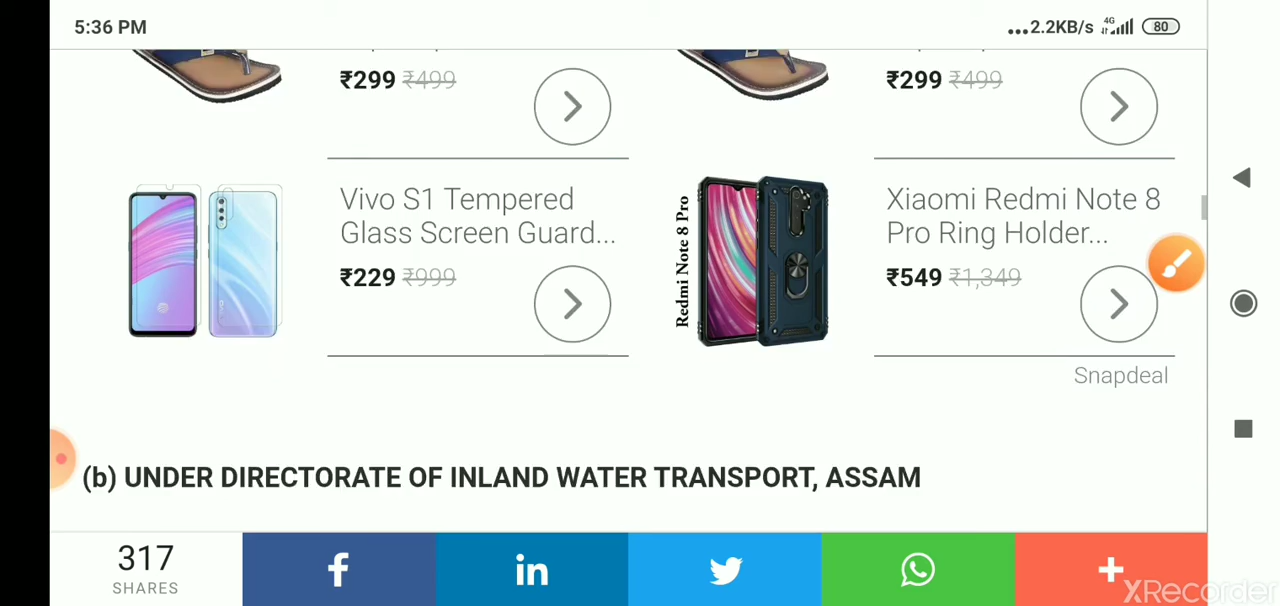 5:36 PM
...2.2KB/s 4G 80
₹299 ₹499
₹299 ₹499
Vivo S1 Tempered
Glass Screen Guard...
₹229 ₹999
Redmi Note 8 Pro
Xiaomi Redmi Note 8
Pro Ring Holder...
₹549 ₹1,349
Snapdeal
(b) UNDER DIRECTORATE OF INLAND WATER TRANSPORT, ASSAM
317
SHARES
f
in
+
XRecorder